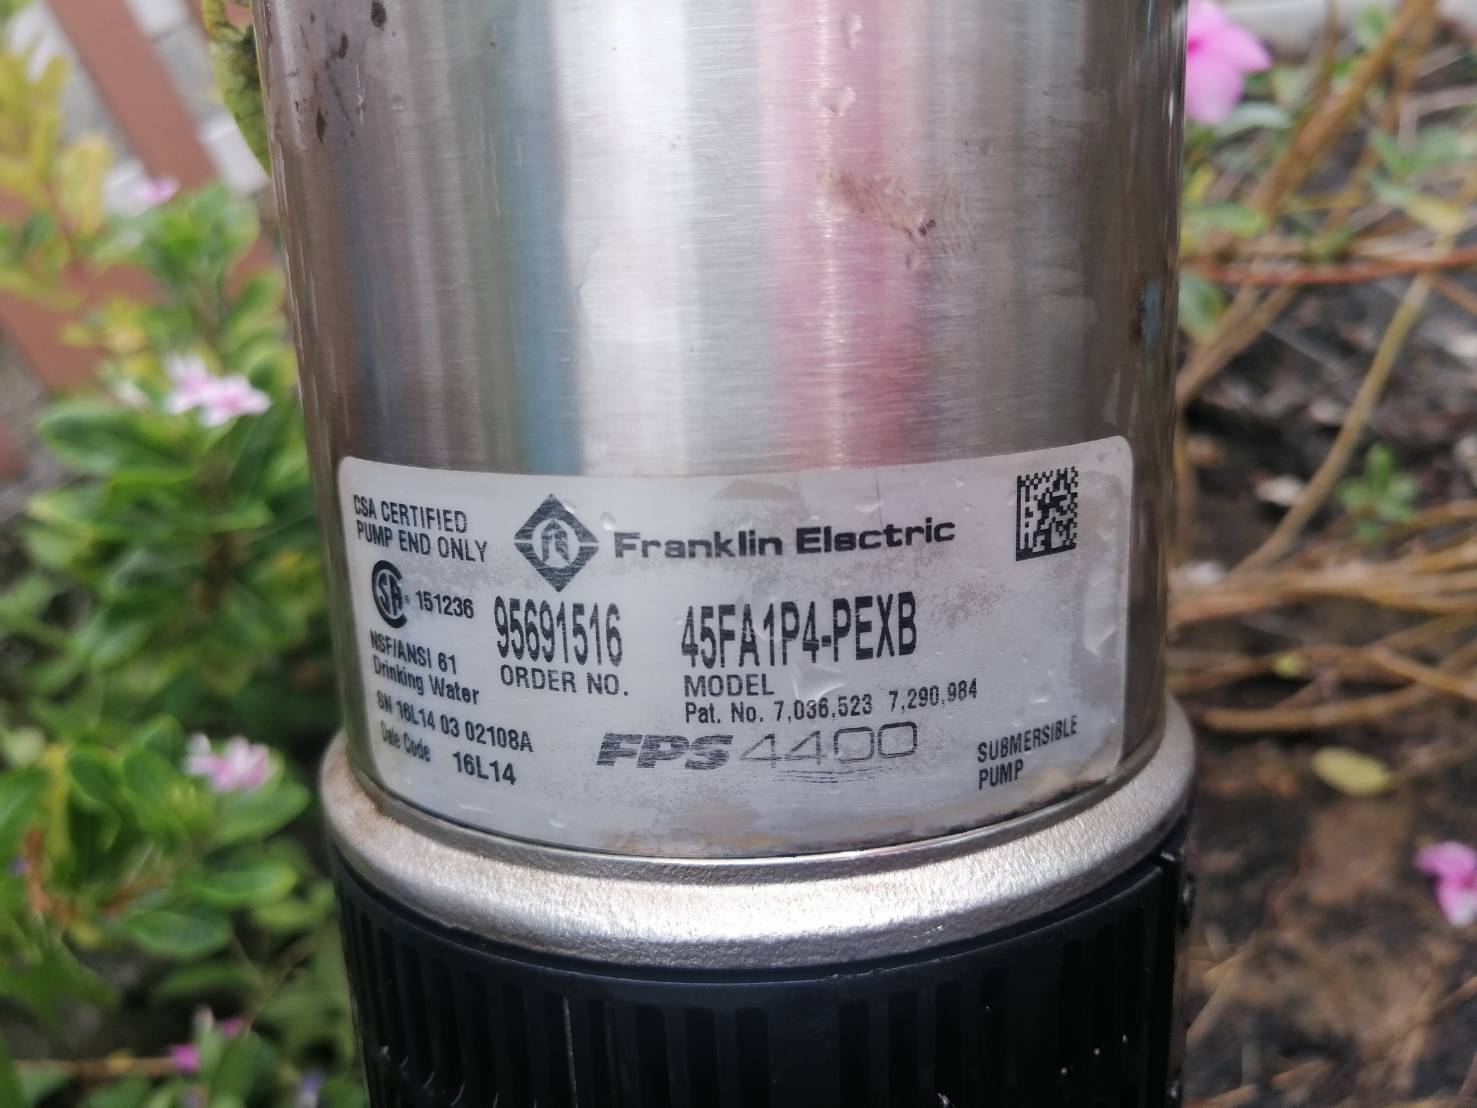 CSA CERTIFIED
PUMP END ONLY
Franklin Electric
151236
95691516
45FA1P4-PEXB
NSF/ANSI 61
Drinking Water
ORDER NO.
MODEL
Pat. No. 7,036,523 7,290,984
SN 16L14 03 02108A
Date Code 16L14
FPS 4400
SUBMERSIBLE
PUMP